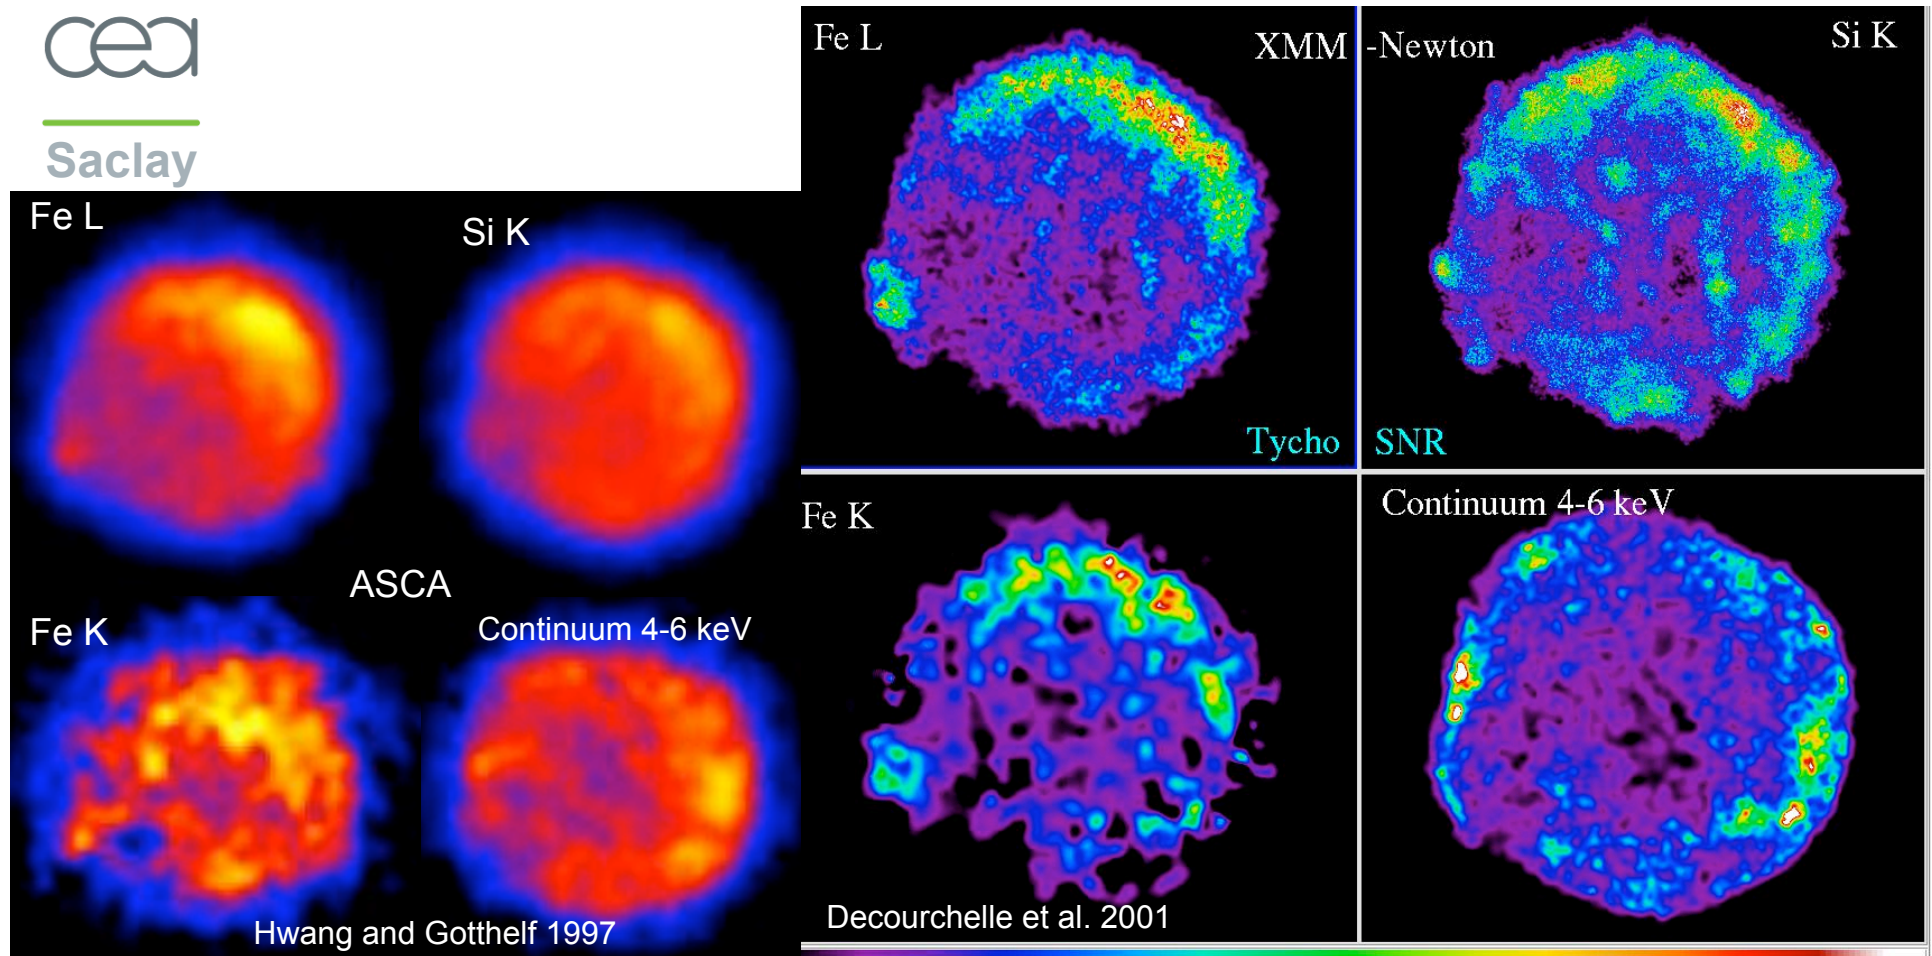 cea
Saclay
Fe L
Si K
ASCA
Fe K
Continuum 4-6 keV
Hwang and Gotthelf 1997
Fe L
XMM -Newton
Si K
Tycho SNR
Fe K
Continuum 4-6 keV
Decourchelle et al. 2001